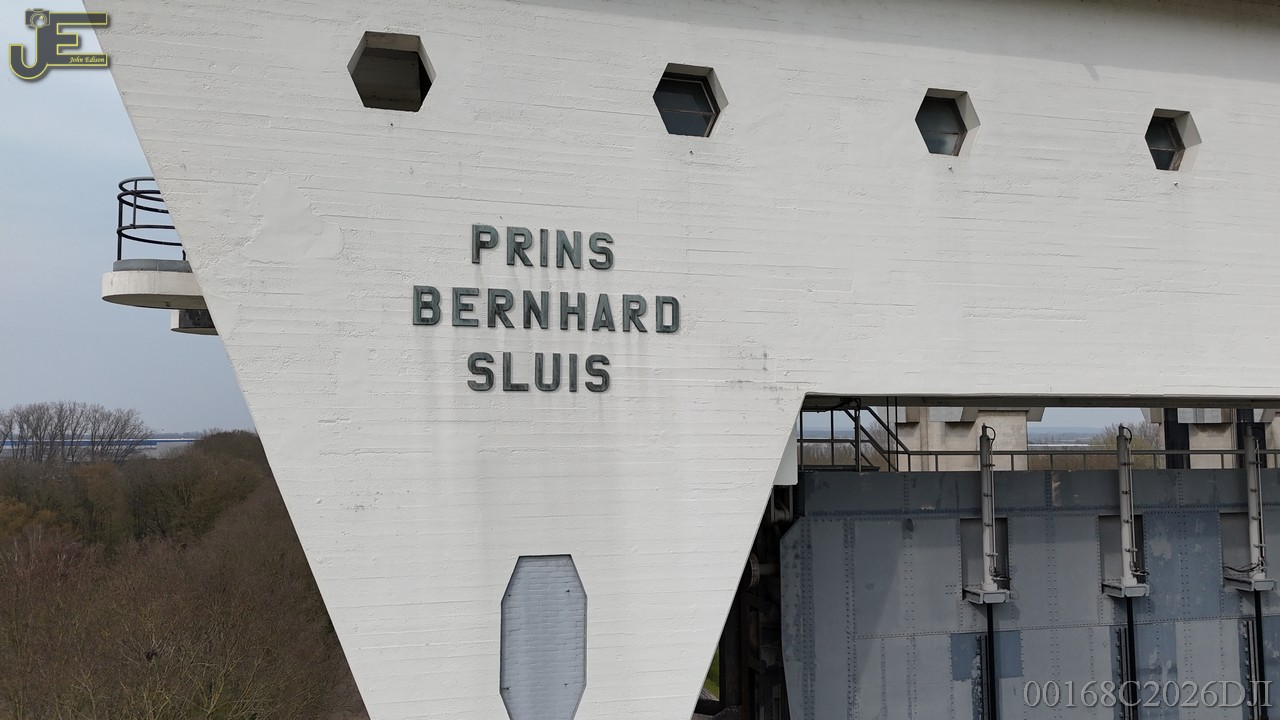 JE
John Edison
PRINS
BERNHARD
SLUIS
00168C2026DJI